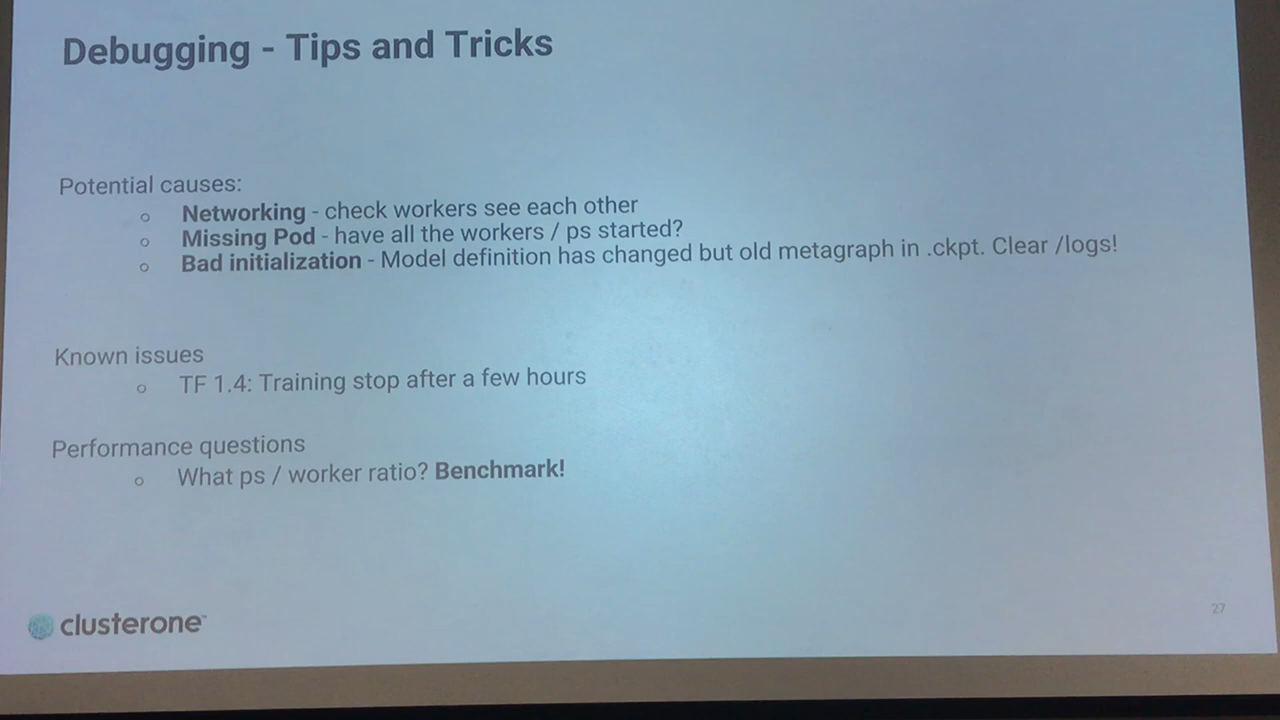 Debugging - Tips and Tricks
Potential causes:
Networking - check workers see each other
Missing Pod - have all the workers / ps started?
Bad initialization - Model definition has changed but old metagraph in .ckpt. Clear /logs!
Known issues
TF 1.4: Training stop after a few hours
Performance questions
What ps / worker ratio? Benchmark!
clusterone™
27